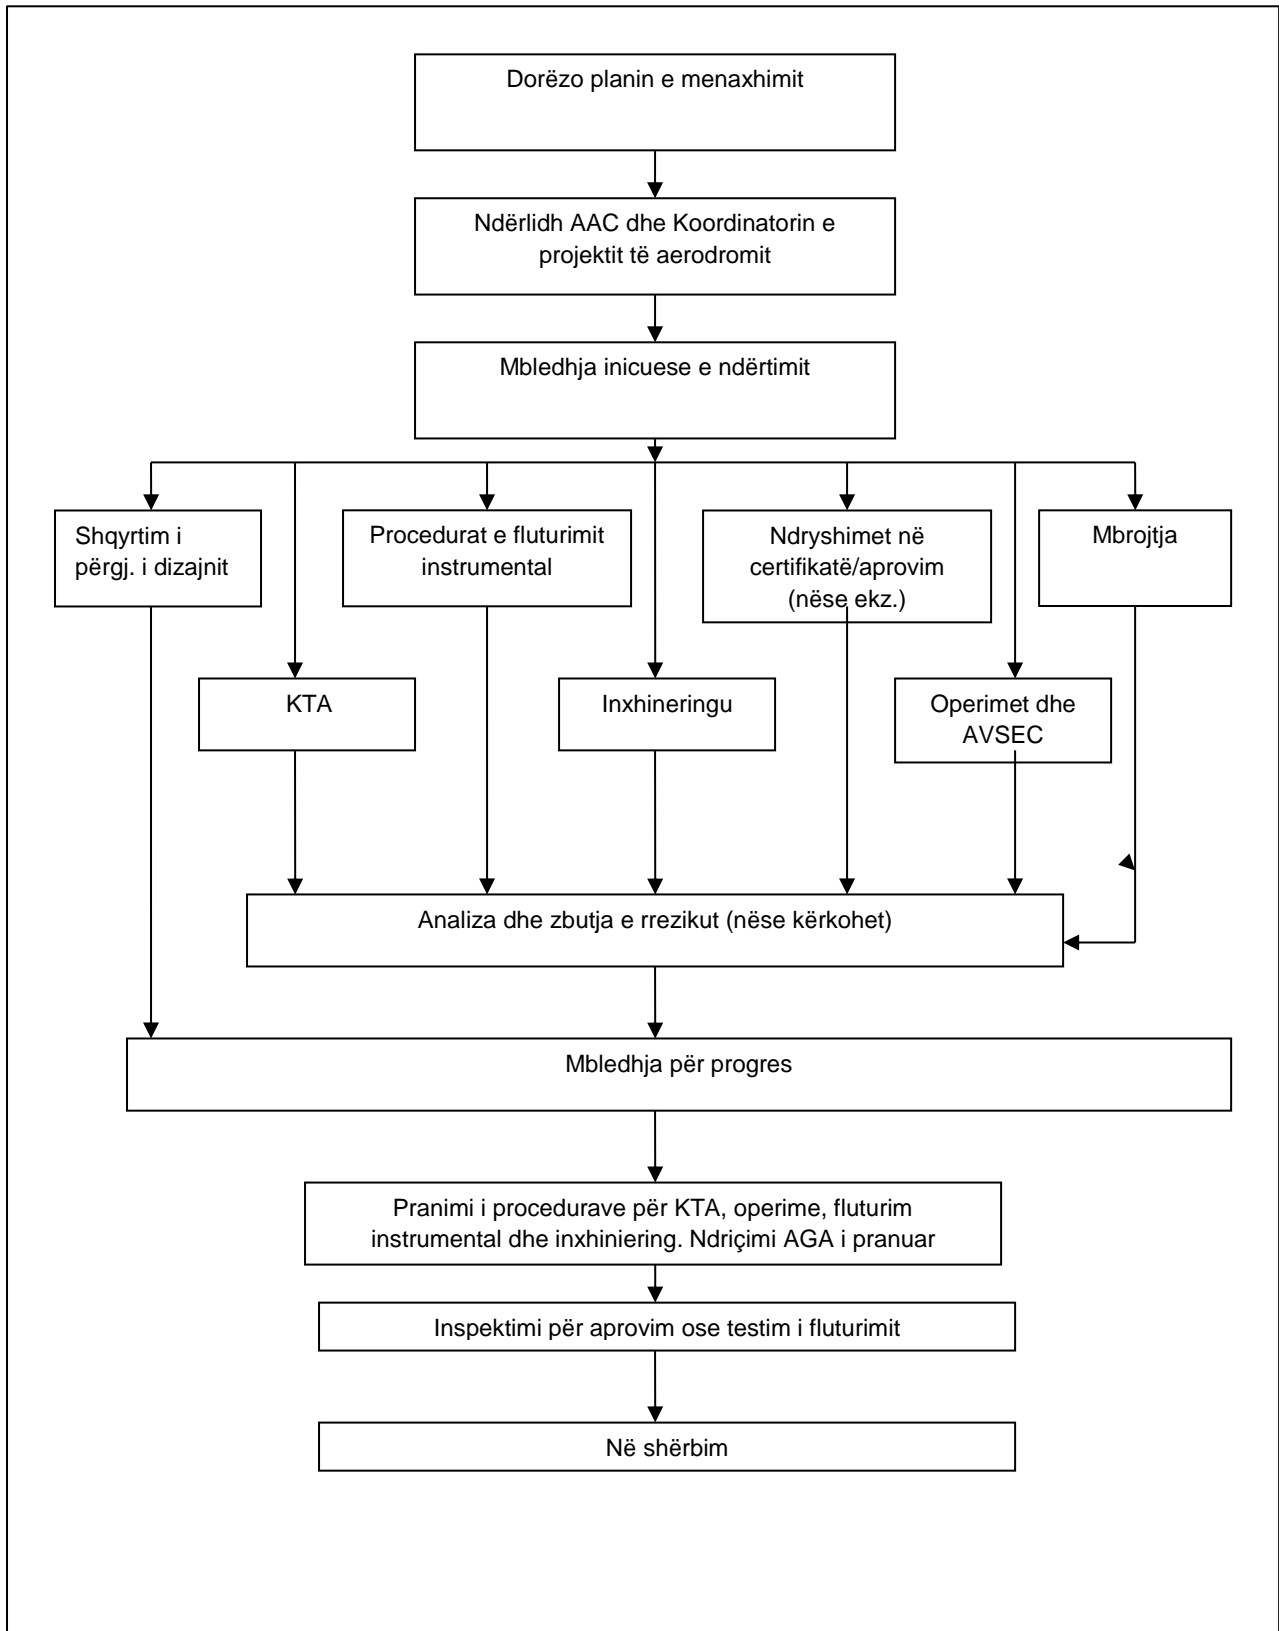 Dorëzo planin e menaxhimit
Ndërlidh AAC dhe Koordinatorin e
projektit të aerodromit
Mbledhja inicuese e ndërtimit
Shqyrtim i
përgj. i dizajnit
Procedurat e fluturimit
instrumental
Ndryshimet në
certifikatë/aprovim
(nëse ekz.)
Mbrojtja
KTA
Inxhineringu
Operimet dhe
AVSEC
Analiza dhe zbutja e rrezikut (nëse kërkohet)
Mbledhja për progres
Pranimi i procedurave për KTA, operime, fluturim
instrumental dhe inxhiniering. Ndriçimi AGA i pranuar
Inspektimi për aprovim ose testim i fluturimit
Në shërbim